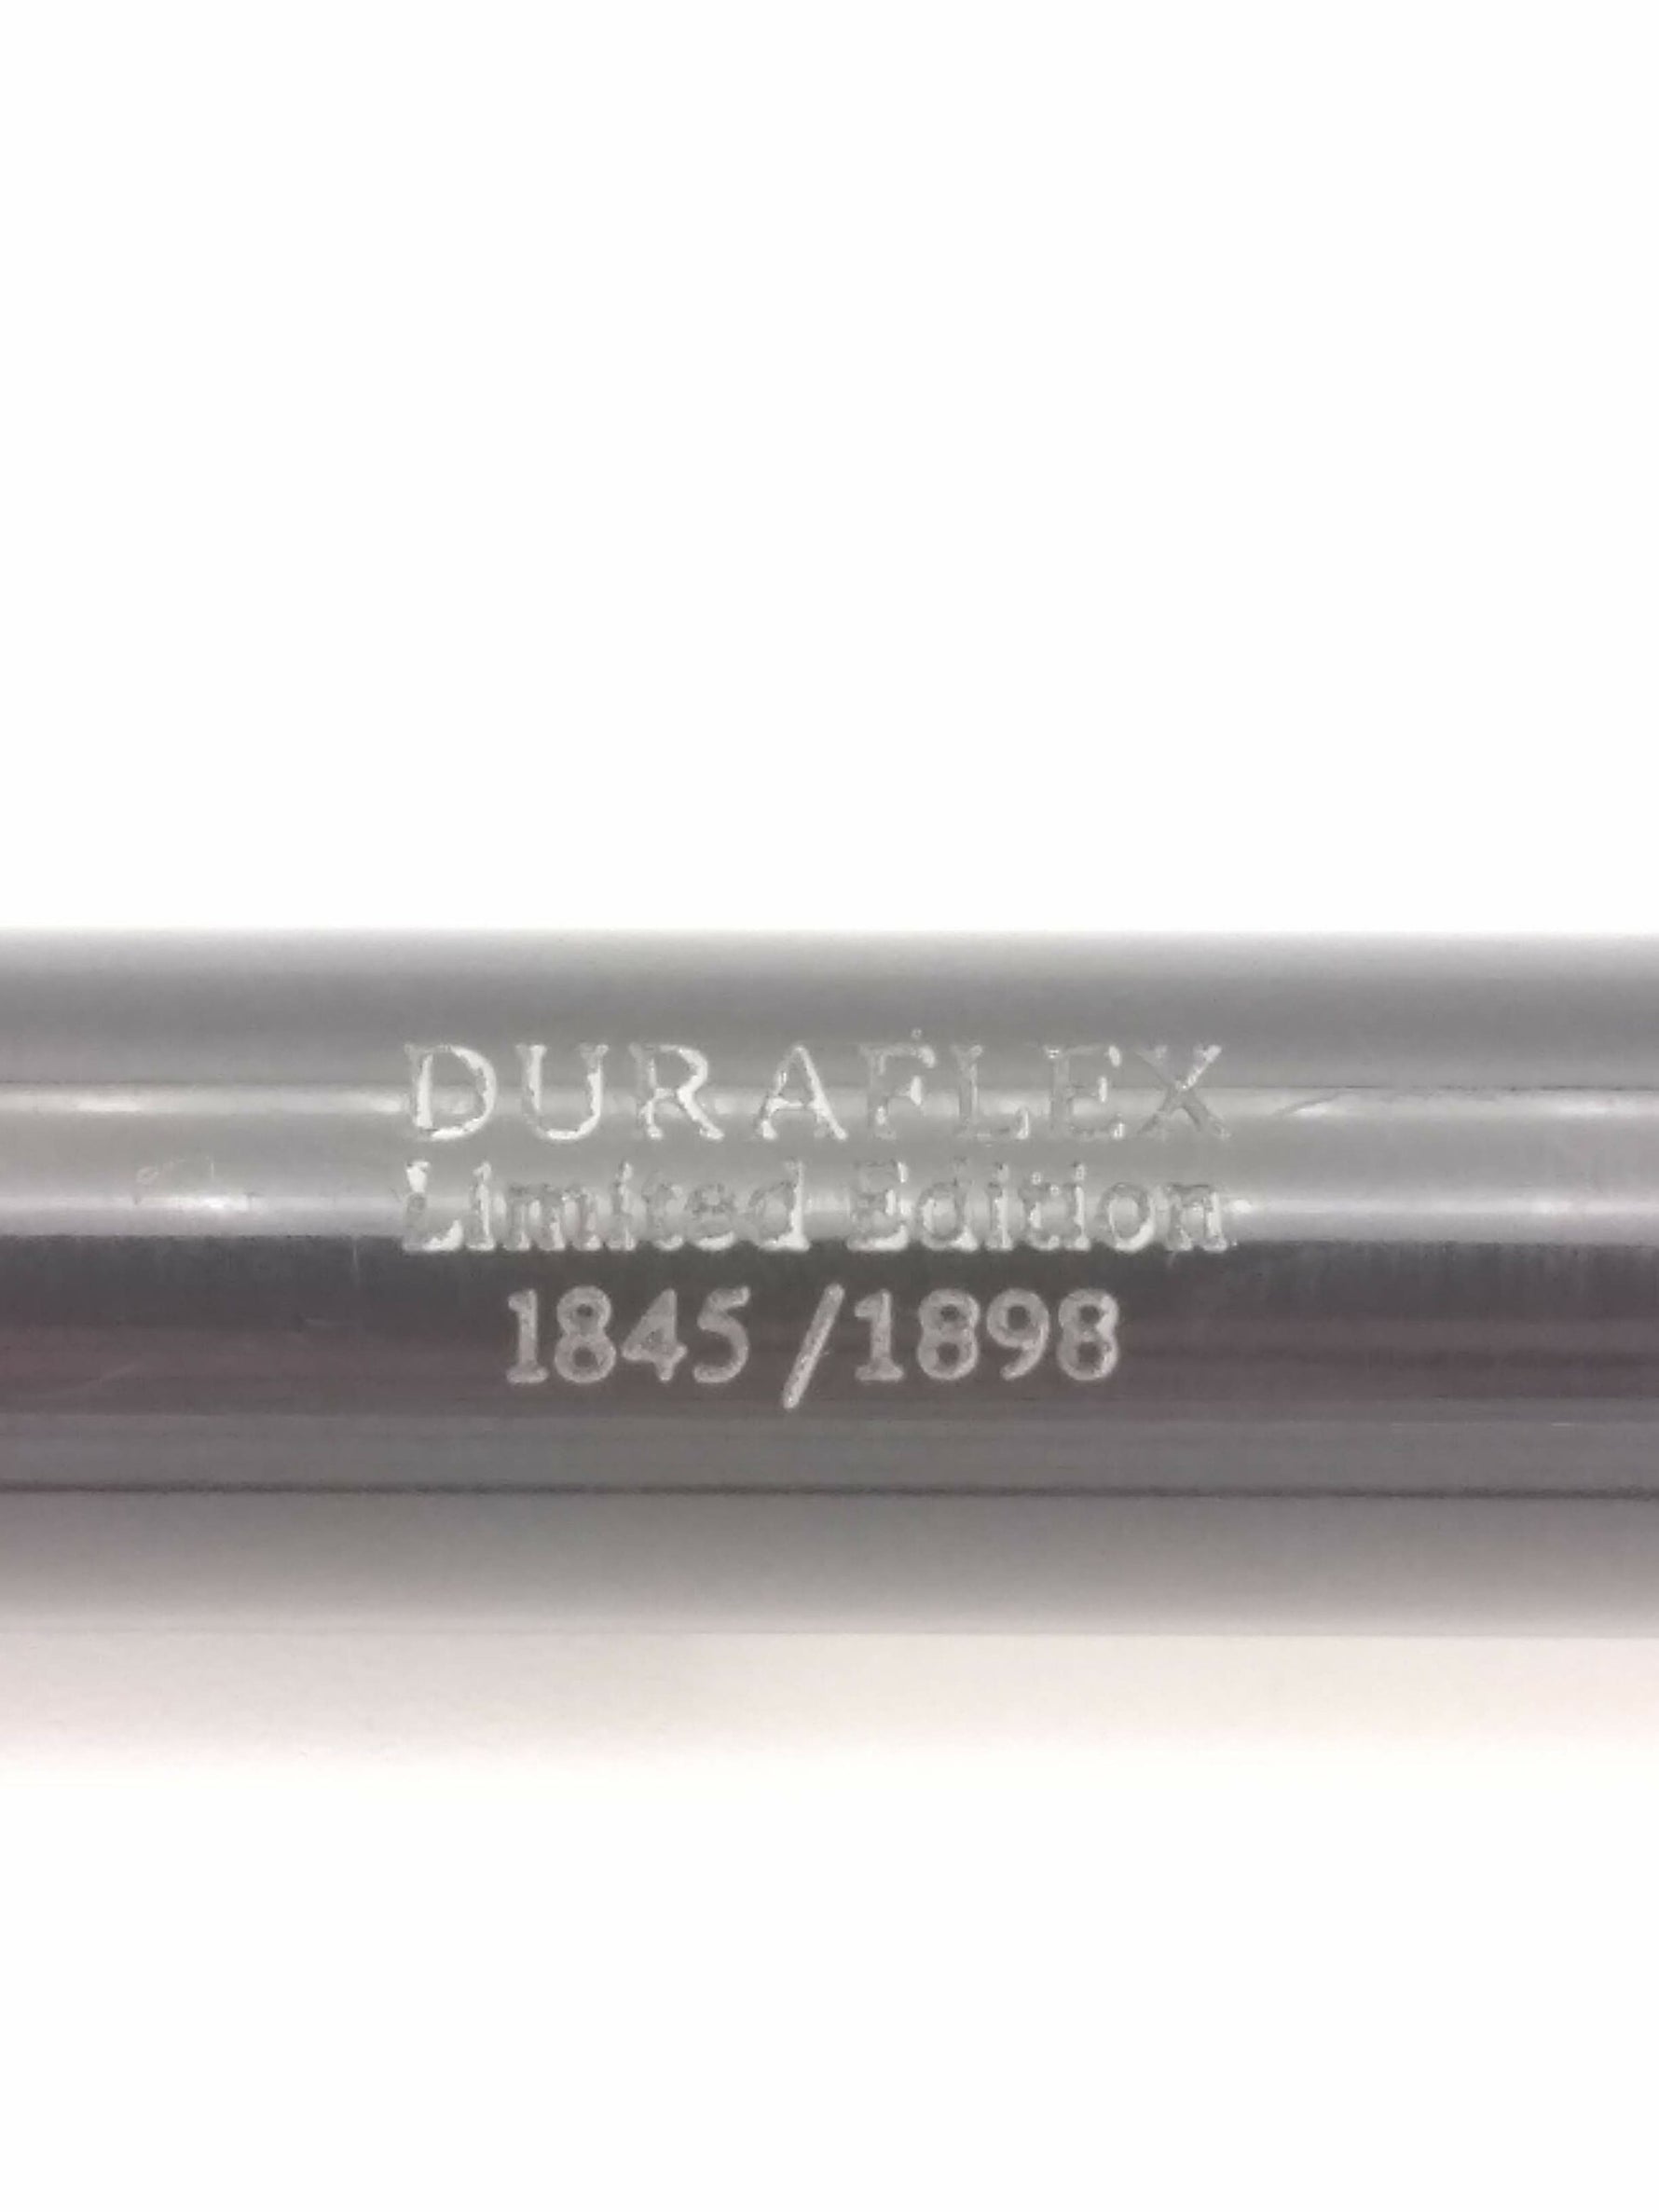 DURAFLEX
Limited Edition
1845/1898